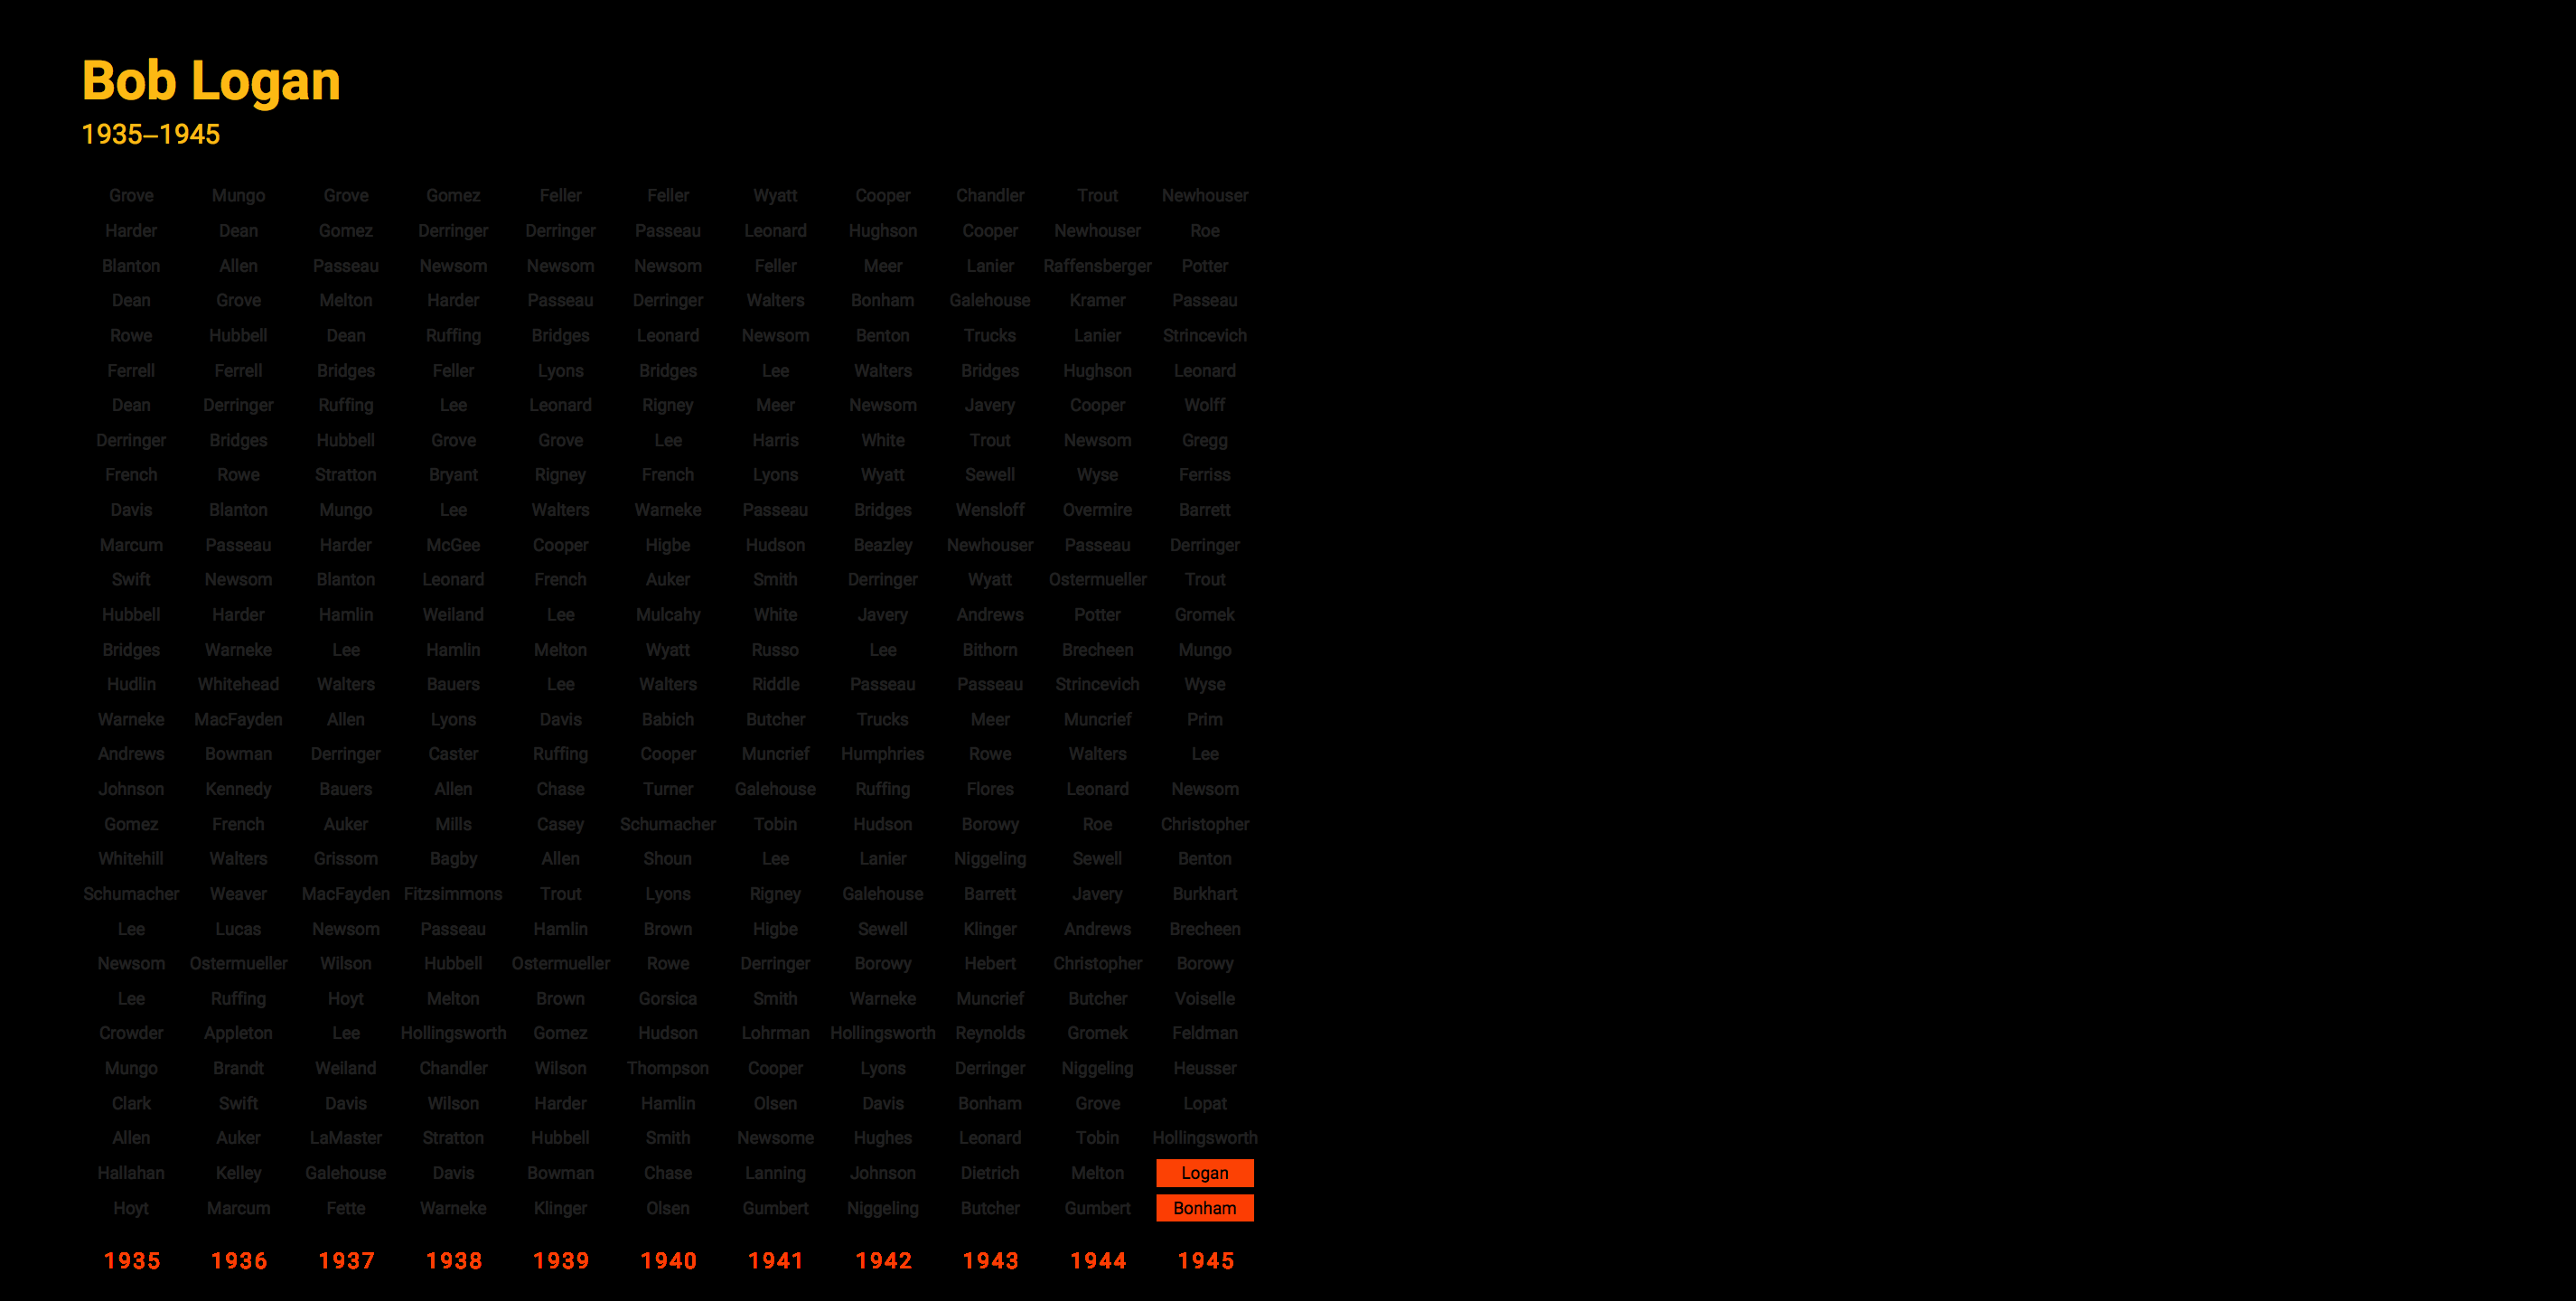 Bob Logan
1935–1945
Grove Mungo Grove Gomez Feller Feller Wyatt Cooper Chandler Trout Newhouser
Harder Dean Gomez Derringer Derringer Passeau Leonard Hughson Cooper Newhouser Roe
Blanton Allen Passeau Newsom Newsom Newsom Feller Meer Lanier Raffensberger Potter
Dean Grove Melton Harder Passeau Derringer Walters Bonham Galehouse Kramer Passeau
Rowe Hubbell Dean Ruffing Bridges Leonard Newsom Benton Trucks Lanier Strincevich
Ferrell Ferrell Bridges Feller Lyons Bridges Lee Walters Bridges Hughson Leonard
Dean Derringer Ruffing Lee Leonard Rigney Meer Newsom Javery Cooper Wolff
Derringer Bridges Hubbell Grove Grove Lee Harris White Trout Newsom Gregg
French Rowe Stratton Bryant Rigney French Lyons Wyatt Sewell Wyse Ferriss
Davis Blanton Mungo Lee Walters Warneke Passeau Bridges Wensloff Overmire Barrett
Marcum Passeau Harder McGee Cooper Higbe Hudson Beazley Newhouser Passeau Derringer
Swift Newsom Blanton Leonard French Auker Smith Derringer Wyatt Ostermueller Trout
Hubbell Harder Hamlin Weiland Lee Mulcahy White Javery Andrews Potter Gromek
Bridges Warneke Lee Hamlin Melton Wyatt Russo Lee Bithorn Brecheen Mungo
Hudlin Whitehead Walters Bauers Lee Walters Riddle Passeau Passeau Strincevich Wyse
Warneke MacFayden Allen Lyons Davis Babich Butcher Trucks Meer Muncrief Prim
Andrews Bowman Derringer Caster Ruffing Cooper Muncrief Humphries Rowe Walters Lee
Johnson Kennedy Bauers Allen Chase Turner Galehouse Ruffing Flores Leonard Newsom
Gomez French Auker Mills Casey Schumacher Tobin Hudson Borowy Roe Christopher
Whitehill Walters Grissom Bagby Allen Shoun Lee Lanier Niggeling Sewell Benton
Schumacher Weaver MacFayden Fitzsimmons Trout Lyons Rigney Galehouse Barrett Javery Burkhart
Lee Lucas Newsom Passeau Hamlin Brown Higbe Sewell Klinger Andrews Brecheen
Newsom Ostermueller Wilson Hubbell Ostermueller Rowe Derringer Borowy Hebert Christopher Borowy
Lee Ruffing Hoyt Melton Brown Gorsica Smith Warneke Muncrief Butcher Voiselle
Crowder Appleton Lee Hollingsworth Gomez Hudson Lohrman Hollingsworth Reynolds Gromek Feldman
Mungo Brandt Weiland Chandler Wilson Thompson Cooper Lyons Derringer Niggeling Heusser
Clark Swift Davis Wilson Harder Hamlin Olsen Davis Bonham Grove Lopat
Allen Auker LaMaster Stratton Hubbell Smith Newsome Hughes Leonard Tobin Hollingsworth
Hallahan Kelley Galehouse Davis Bowman Chase Lanning Johnson Dietrich Melton Logan
Hoyt Marcum Fette Warneke Klinger Olsen Gumbert Niggeling Butcher Gumbert Bonham
1935 1936 1937 1938 1939 1940 1941 1942 1943 1944 1945